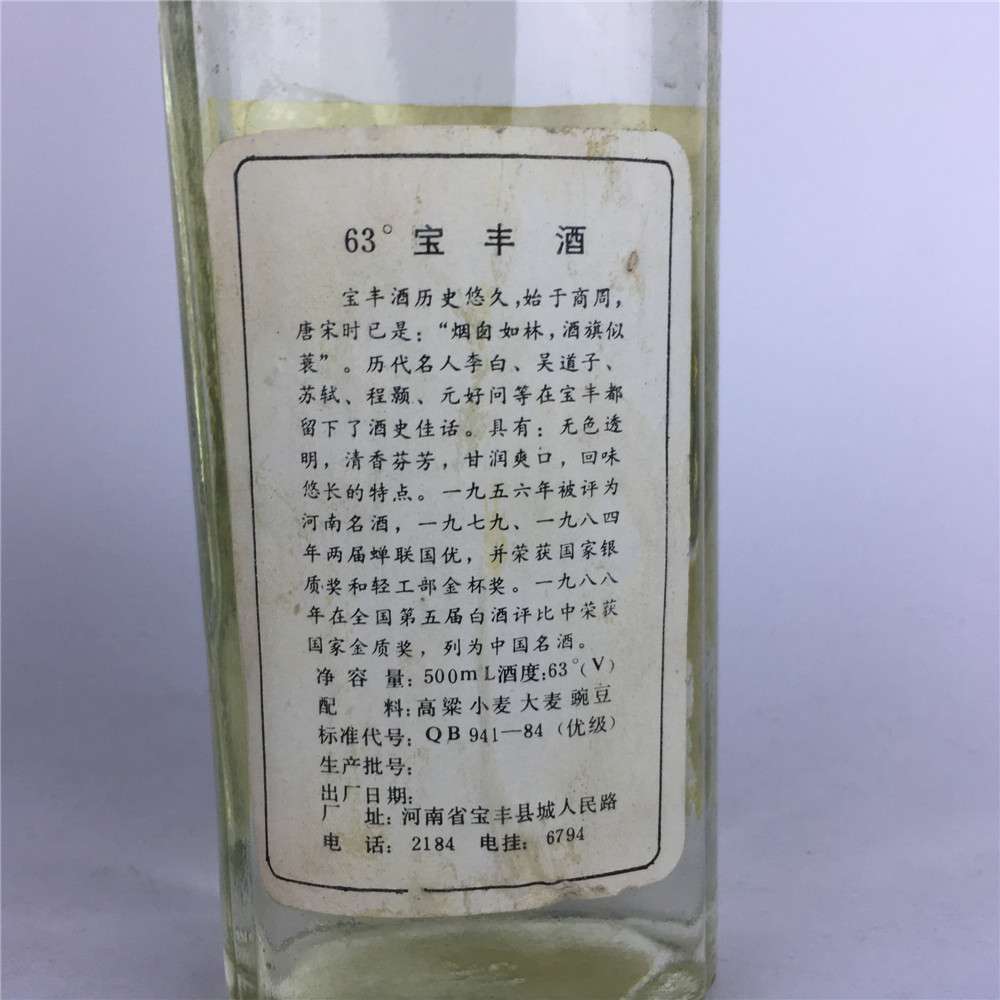 63°宝丰酒
宝丰酒历史悠久,始于商周,
唐宋时已是:“烟囱如林,酒旗似
蓑”。历代名人李白、吴道子、
苏轼、程颢、元好问等在宝丰都
留下了酒史佳话。具有:无色透
明,清香芬芳,甘润爽口,回味
悠长的特点。一九五六年被评为
河南名酒,一九七九、一九八四
年两届蝉联国优,并荣获国家银
质奖和轻工部金杯奖。一九八八
年在全国第五届白酒评比中荣获
国家金质奖,列为中国名酒。
净容量:500mL酒度:63°(V)
配料:高粱 小麦 大麦 豌豆
标准代号:QB 941—84(优级)
生产批号:
出厂日期:
厂址:河南省宝丰县城人民路
电话:2184 电挂:6794